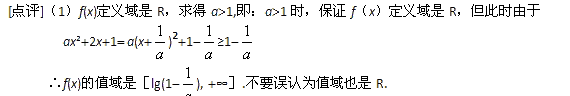 [点评]（1）f(x)定义域是 R，求得 a>1,即：a>1 时，保证 f（x）定义域是 R，但此时由于
ax²+2x+1=a(x+1/a)²+1-1/a≥1-1/a
∴f(x)的值域是［lg(1-1/a), +∞］.不要误认为值域也是 R.